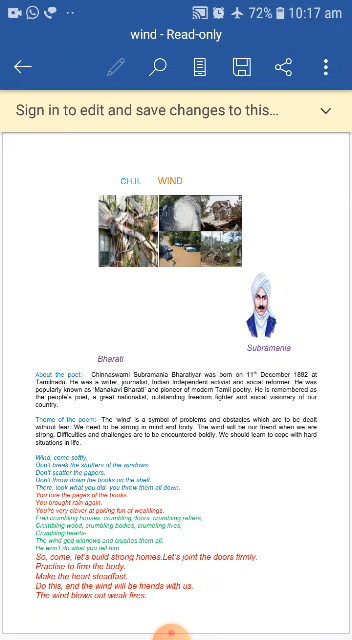 72% 10:17 am
wind - Read-only
Sign in to edit and save changes to this...
CH.II. WIND
Subramania
Bharati
About the poet:- Chinnaswami Subramania Bharatiyar was born on 11th December 1882 at
Tamilnadu. He was a writer, journalist, Indian Independent activist and social reformer. He was
popularly known as 'Mahakavi Bharati' and pioneer of modern Tamil poetry. He is remembered as
the people's poet, a great nationalist, outstanding freedom fighter and social visionary of our
country.
Theme of the poem:- The 'wind' is a symbol of problems and obstacles which are to be dealt
without fear. We need to be strong in mind and body. The wind will be our friend when we are
strong. Difficulties and challenges are to be encountered boldly. We should learn to cope with hard
situations in life.
Wind, come softly,
Don't break the shutters of the windows.
Don't scatter the papers.
Don't throw down the books on the shelf.
There, look what you did- you threw them all down.
You tore the pages of the books.
You brought rain again.
You're very clever at poking fun at weaklings.
Frail crumbling houses, crumbling doors, crumbling rafters,
Crumbling wood, crumbling bodies, crumbling lives,
Crumbling hearts-
The wind god winnows and crushes them all.
He won't do what you tell him.
So, come, let's build strong homes.Let's joint the doors firmly.
Practise to firm the body.
Make the heart steadfast.
Do this, and the wind will be friends with us.
The wind blows out weak fires.